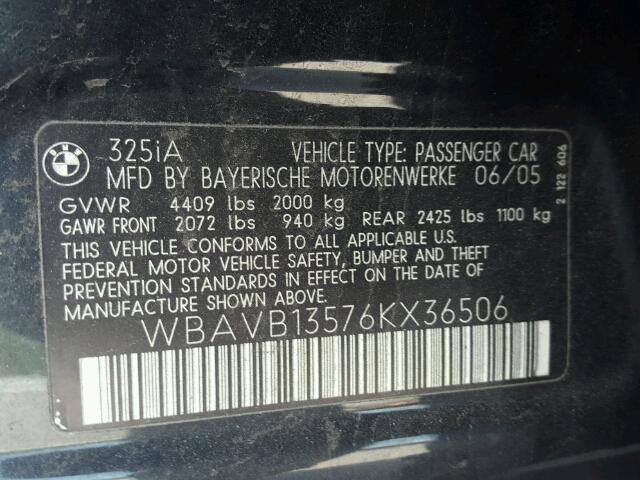 325iA VEHICLE TYPE: PASSENGER CAR
MFD BY BAYERISCHE MOTORENWERKE 06/05
GVWR 4409 lbs 2000 kg
GAWR FRONT 2072 lbs 940 kg REAR 2425 lbs 1100 kg
THIS VEHICLE CONFORMS TO ALL APPLICABLE U.S.
FEDERAL MOTOR VEHICLE SAFETY, BUMPER AND THEFT
PREVENTION STANDARDS IN EFFECT ON THE DATE OF
MANUFACTURE SHOWN ABOVE.
WBAVB13576KX36506
2 122 606
BMW